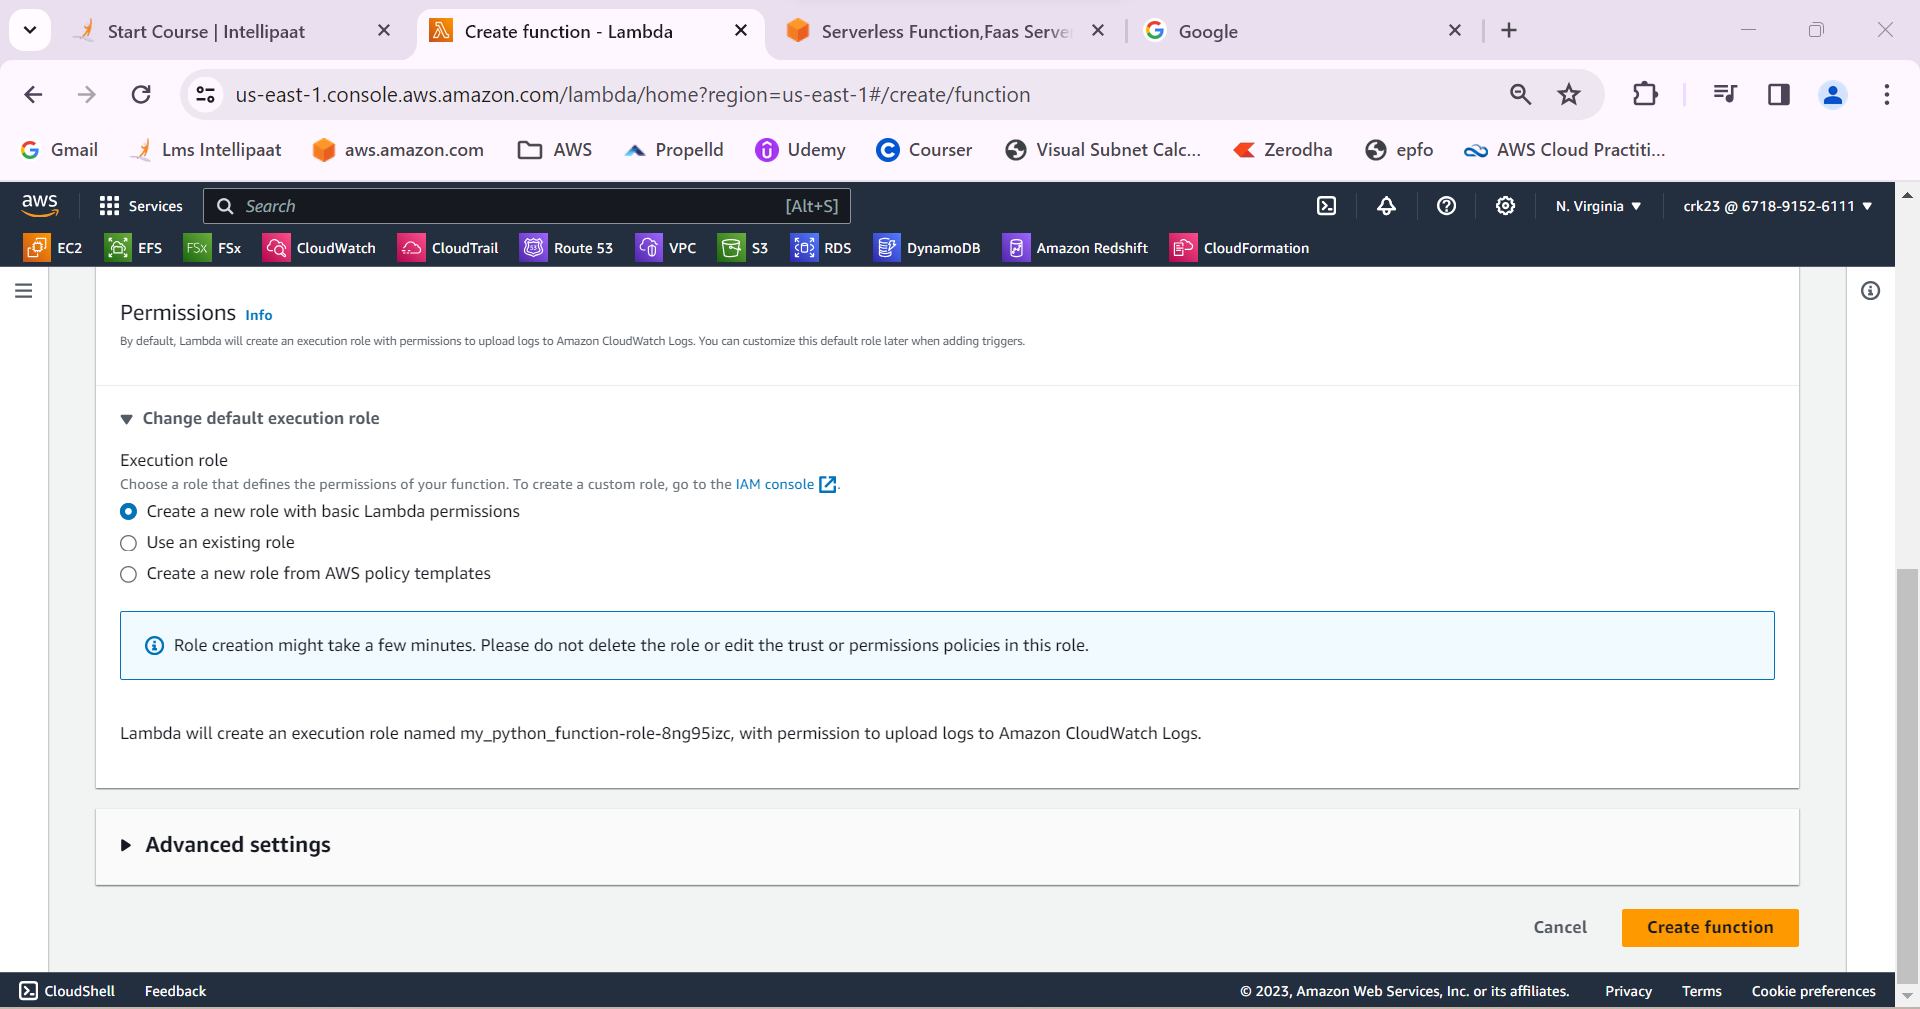 Start Course | Intellipaat
Create function - Lambda
Serverless Function,Faas Serve
Google
us-east-1.console.aws.amazon.com/lambda/home?region=us-east-1#/create/function
Gmail
Lms Intellipaat
aws.amazon.com
AWS
Propelld
Udemy
Courser
Visual Subnet Calc...
Zerodha
epfo
AWS Cloud Practiti...
aws
Services
Search
[Alt+S]
N. Virginia
crk23 @ 6718-9152-6111
EC2
EFS
FSx
FSx
CloudWatch
CloudTrail
Route 53
VPC
S3
RDS
DynamoDB
Amazon Redshift
CloudFormation
Permissions Info
By default, Lambda will create an execution role with permissions to upload logs to Amazon CloudWatch Logs. You can customize this default role later when adding triggers.
Change default execution role
Execution role
Choose a role that defines the permissions of your function. To create a custom role, go to the IAM console.
Create a new role with basic Lambda permissions
Use an existing role
Create a new role from AWS policy templates
Role creation might take a few minutes. Please do not delete the role or edit the trust or permissions policies in this role.
Lambda will create an execution role named my_python_function-role-8ng95izc, with permission to upload logs to Amazon CloudWatch Logs.
Advanced settings
Cancel
Create function
CloudShell
Feedback
© 2023, Amazon Web Services, Inc. or its affiliates.
Privacy
Terms
Cookie preferences